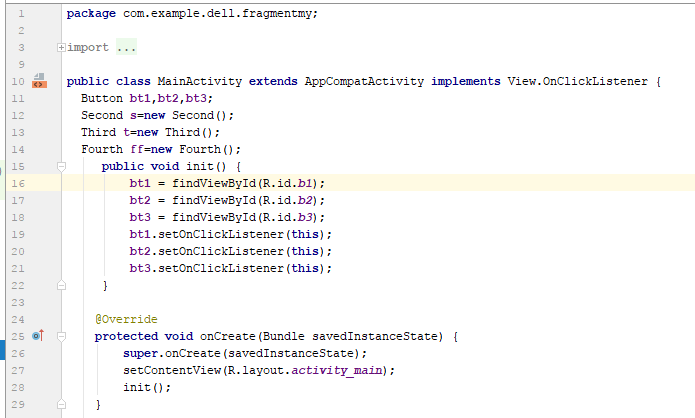 1 package com.example.dell.fragmentmy;
2
3 import ...
9
10 public class MainActivity extends AppCompatActivity implements View.OnClickListener {
11 Button bt1,bt2,bt3;
12 Second s=new Second();
13 Third t=new Third();
14 Fourth ff=new Fourth();
15 public void init() {
16 bt1 = findViewById(R.id.b1);
17 bt2 = findViewById(R.id.b2);
18 bt3 = findViewById(R.id.b3);
19 bt1.setOnClickListener(this);
20 bt2.setOnClickListener(this);
21 bt3.setOnClickListener(this);
22 }
23
24 @Override
25 protected void onCreate(Bundle savedInstanceState) {
26 super.onCreate(savedInstanceState);
27 setContentView(R.layout.activity_main);
28 init();
29 }